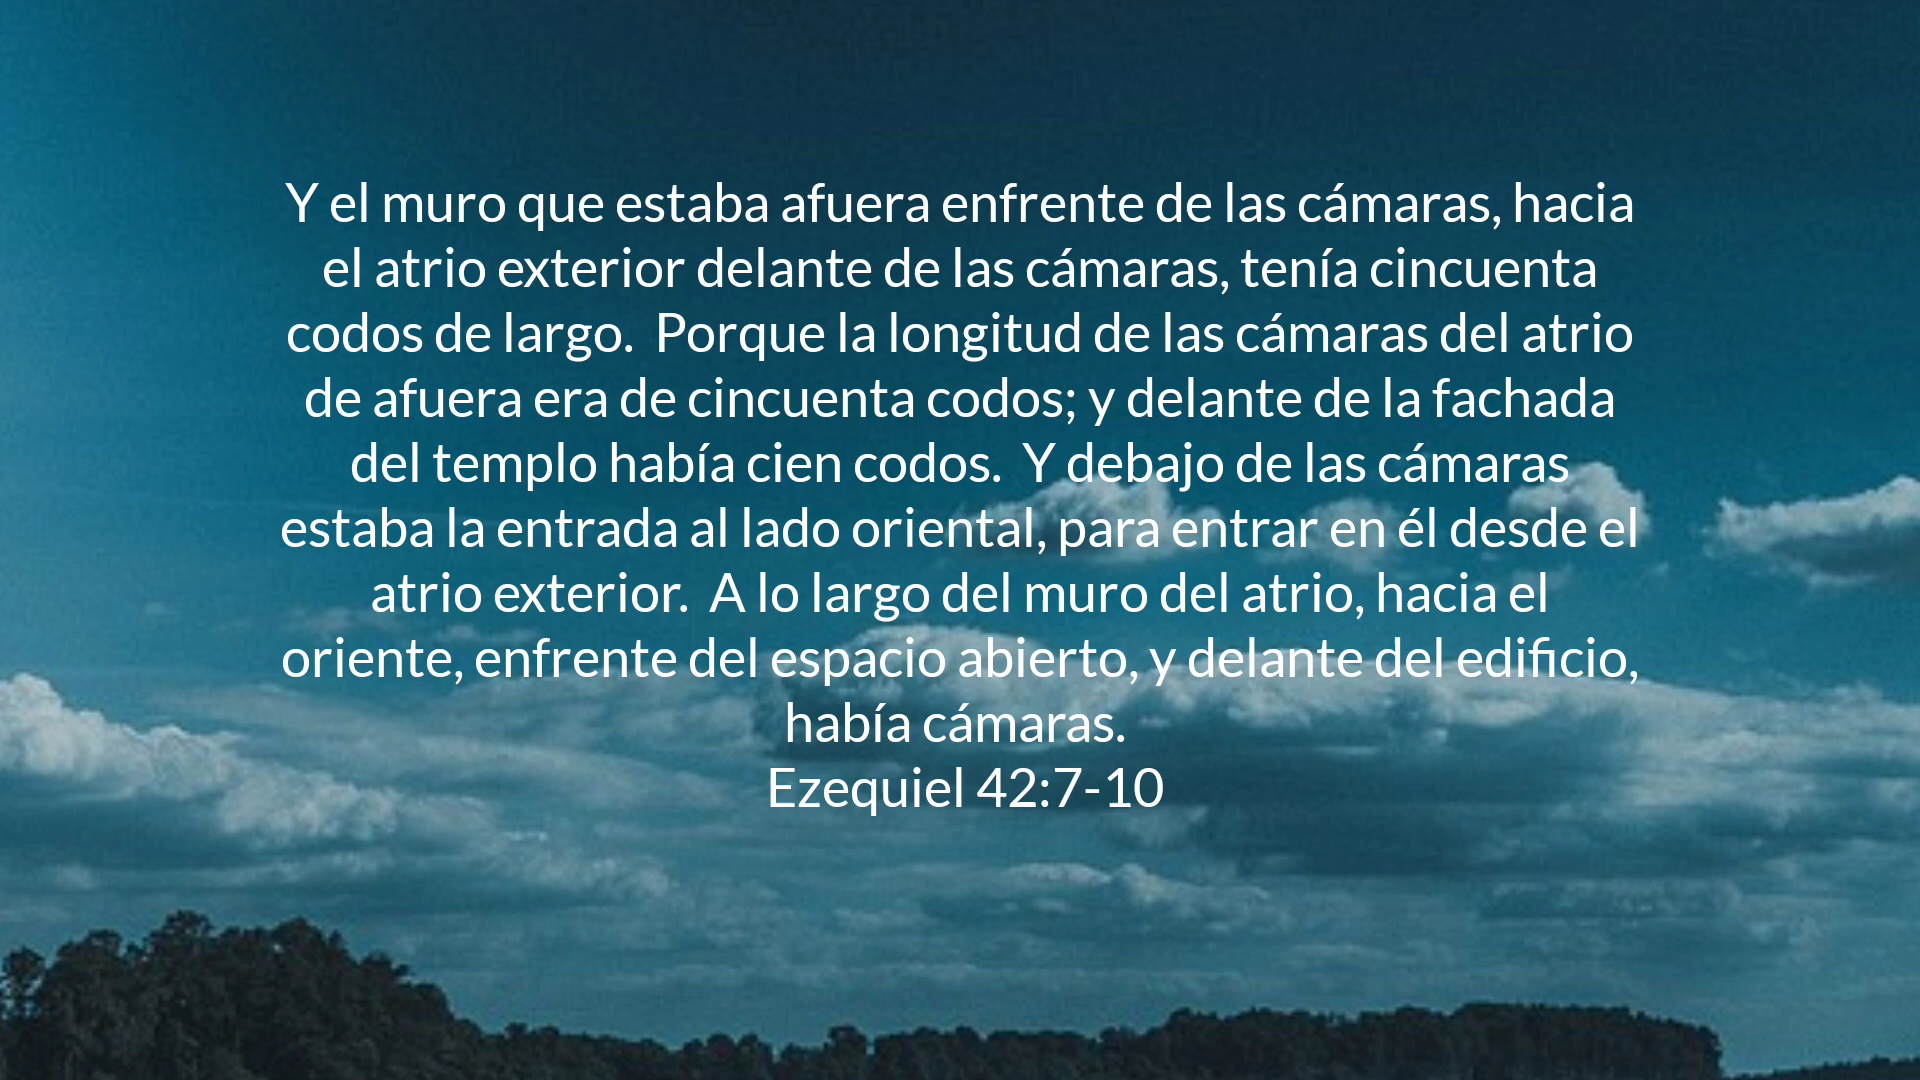 Y el muro que estaba afuera enfrente de las cámaras, hacia
el atrio exterior delante de las cámaras, tenía cincuenta
codos de largo.  Porque la longitud de las cámaras del atrio
de afuera era de cincuenta codos; y delante de la fachada
del templo había cien codos.  Y debajo de las cámaras
estaba la entrada al lado oriental, para entrar en él desde el
atrio exterior.  A lo largo del muro del atrio, hacia el
oriente, enfrente del espacio abierto, y delante del edificio,
había cámaras.
Ezequiel 42:7-10